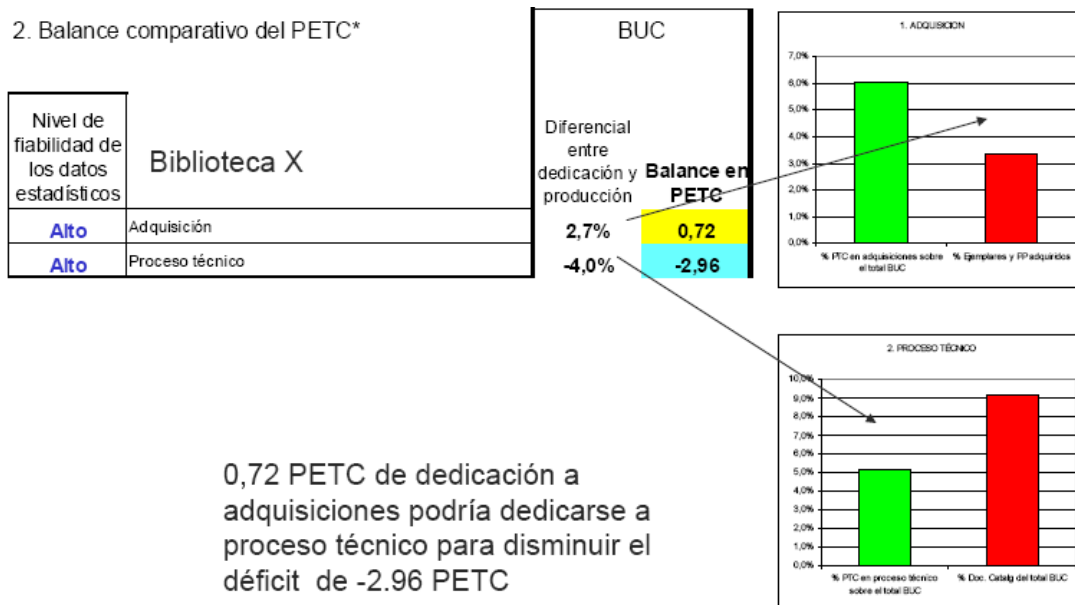 2. Balance comparativo del PETC*
BUC
Nivel de
fiabilidad de
los datos
estadísticos
Biblioteca X
Diferencial
entre
dedicación y
producción
Balance en
PETC
Alto
Adquisición
2,7%
0,72
Alto
Proceso técnico
-4,0%
-2,96
0,72 PETC de dedicación a
adquisiciones podría dedicarse a
proceso técnico para disminuir el
déficit de -2.96 PETC
1. ADQUISICION
7,0%
6,0%
5,0%
4,0%
3,0%
2,0%
1,0%
0,0%
% PTC en adquisiciones sobre
el total BUC
% Ejemplares y PP adquiridos
2. PROCESO TÉCNICO
10,0%
9,0%
8,0%
7,0%
6,0%
5,0%
4,0%
3,0%
2,0%
1,0%
0,0%
% PTC en proceso técnico
sobre el total BUC
% Doc. Catalg del total BUC